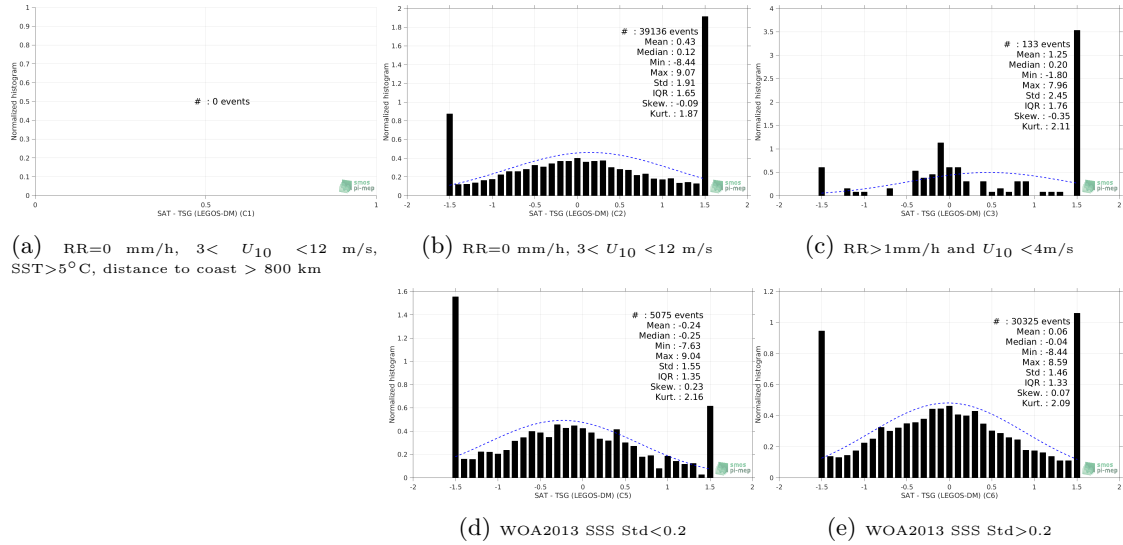 1
0.9
0.8
0.7
0.6
0.5
0.4
0.3
0.2
0.1
0
Normalized histogram
# : 0 events
smos
pi-mep
0 0.5 1
SAT - TSG (LEGOS-DM) (C1)
2
1.8
1.6
1.4
1.2
1
0.8
0.6
0.4
0.2
0
Normalized histogram
# : 39136 events
Mean : 0.43
Median : 0.12
Min : -8.44
Max : 9.07
Std : 1.91
IQR : 1.65
Skew. : -0.09
Kurt. : 1.87
smos
pi-mep
-2 -1.5 -1 -0.5 0 0.5 1 1.5 2
SAT - TSG (LEGOS-DM) (C2)
4
3.5
3
2.5
2
1.5
1
0.5
0
Normalized histogram
# : 133 events
Mean : 1.25
Median : 0.20
Min : -1.80
Max : 7.96
Std : 2.45
IQR : 1.76
Skew. : -0.35
Kurt. : 2.11
smos
pi-mep
-2 -1.5 -1 -0.5 0 0.5 1 1.5 2
SAT - TSG (LEGOS-DM) (C3)
(a) RR=0 mm/h, 3< U10 <12 m/s,
SST>5°C, distance to coast > 800 km
(b) RR=0 mm/h, 3< U10 <12 m/s
(c) RR>1mm/h and U10 <4m/s
1.6
1.4
1.2
1
0.8
0.6
0.4
0.2
0
Normalized histogram
# : 5075 events
Mean : -0.24
Median : -0.25
Min : -7.63
Max : 9.04
Std : 1.55
IQR : 1.35
Skew. : 0.23
Kurt. : 2.16
smos
pi-mep
-2 -1.5 -1 -0.5 0 0.5 1 1.5 2
SAT - TSG (LEGOS-DM) (C5)
1.2
1
0.8
0.6
0.4
0.2
0
Normalized histogram
# : 30325 events
Mean : 0.06
Median : -0.04
Min : -8.44
Max : 8.59
Std : 1.46
IQR : 1.33
Skew. : 0.07
Kurt. : 2.09
smos
pi-mep
-2 -1.5 -1 -0.5 0 0.5 1 1.5 2
SAT - TSG (LEGOS-DM) (C6)
(d) WOA2013 SSS Std<0.2
(e) WOA2013 SSS Std>0.2